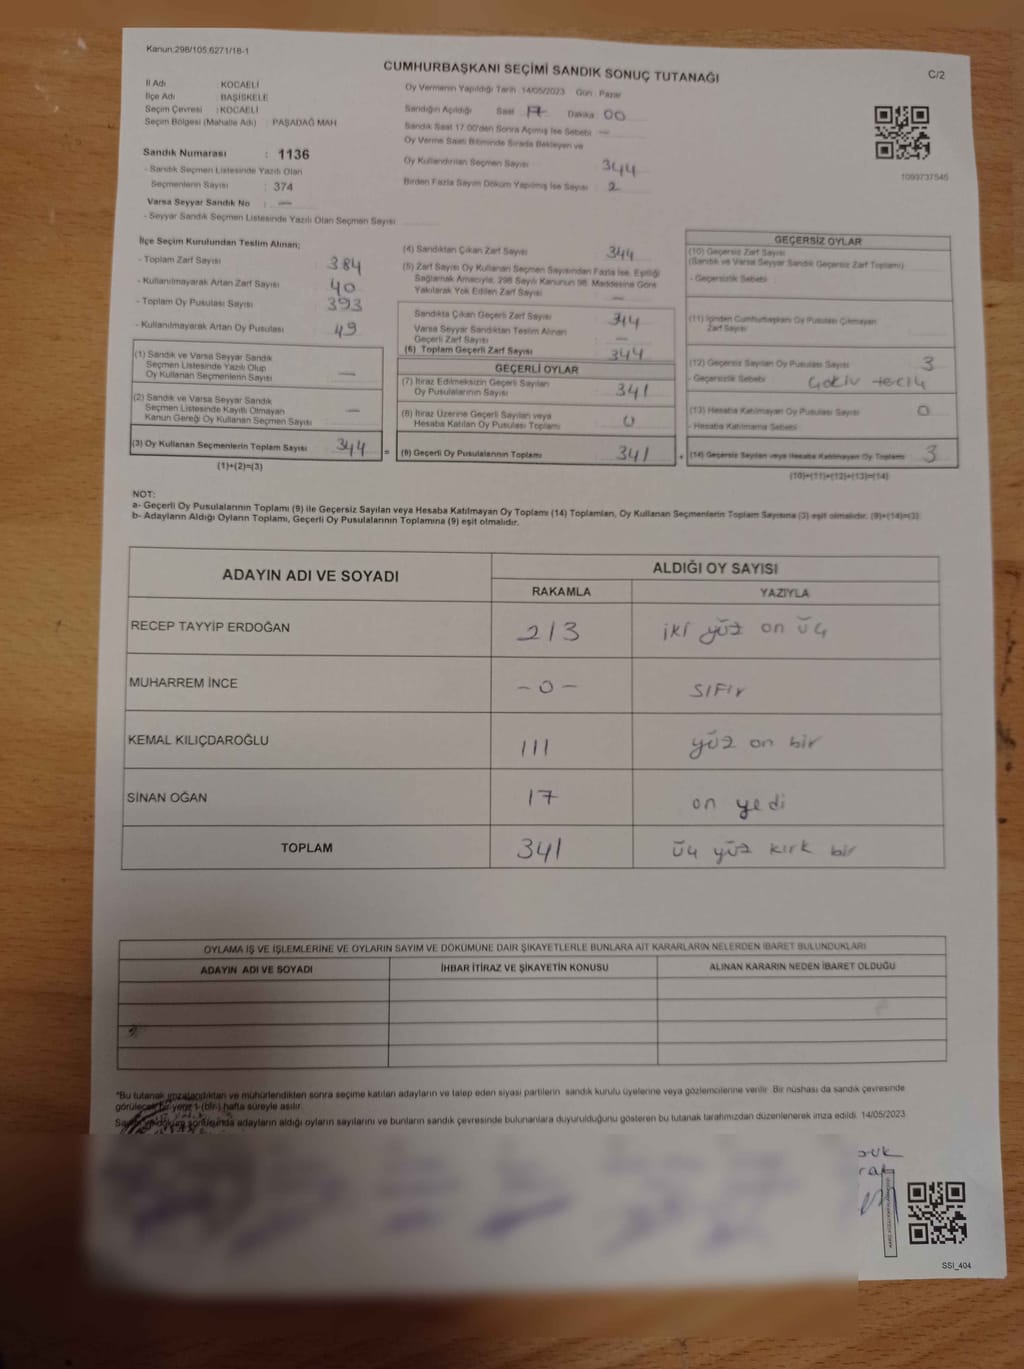 Kanun:298/105,6271/18-1
CUMHURBAŞKANI SEÇİMİ SANDIK SONUÇ TUTANAĞI
C/2
İl Adı : KOCAELİ
İlçe Adı : BAŞİSKELE
Seçim Çevresi : KOCAELİ
Seçim Bölgesi (Mahalle Adı) : PAŞADAĞ MAH
Sandık Numarası : 1136
- Sandık Seçmen Listesinde Yazılı Olan
Seçmenlerin Sayısı : 374
Varsa Seyyar Sandık No : —
- Seyyar Sandık Seçmen Listesinde Yazılı Olan Seçmen Sayısı
Oy Vermenin Yapıldığı Tarih :14/05/2023 Gün : Pazar
Sandığın Açıldığı Saat 17 Dakika 00
Sandık Saat 17.00'den Sonra Açımış İse Sebebi —
Oy Verme Saati Bitiminde Sırada Bekleyen ve
Oy Kullandırılan Seçmen Sayısı 344
Birden Fazla Sayım Döküm Yapılmış İse Sayısı 2
1093737545
İlçe Seçim Kurulundan Teslim Alınan;
- Toplam Zarf Sayısı 384
- Kullanılmayarak Artan Zarf Sayısı 40
- Toplam Oy Pusulası Sayısı 393
- Kullanılmayarak Artan Oy Pusulası 49
(1) Sandık ve Varsa Seyyar Sandık
Seçmen Listesinde Yazılı Olup
Oy Kullanan Seçmenlerin Sayısı —
(2) Sandık ve Varsa Seyyar Sandık
Seçmen Listesinde Kayıtlı Olmayan
Kanun Gereği Oy Kullanan Seçmen Sayısı —
(3) Oy Kullanan Seçmenlerin Toplam Sayısı 344 =
(1)+(2)=(3)
(4) Sandıktan Çıkan Zarf Sayısı 344
(5) Zarf Sayısı Oy Kullanan Seçmen Sayısından Fazla İse, Eşitliği
Sağlamak Amacıyla, 298 Sayılı Kanunun 98. Maddesine Göre
Yakılarak Yok Edilen Zarf Sayısı —
Sandıkta Çıkan Geçerli Zarf Sayısı 344
Varsa Seyyar Sandıktan Teslim Alınan
Geçerli Zarf Sayısı —
(6) Toplam Geçerli Zarf Sayısı 344
GEÇERLİ OYLAR
(7) İtiraz Edilmeksizin Geçerli Sayılan
Oy Pusulalarının Sayısı 341
(8) İtiraz Üzerine Geçerli Sayılan veya
Hesaba Katılan Oy Pusulası Toplamı 0
(9) Geçerli Oy Pusulalarının Toplamı 341 +
GEÇERSİZ OYLAR
(10) Geçersiz Zarf Sayısı
(Sandık ve Varsa Seyyar Sandık Geçersiz Zarf Toplamı)
- Geçersizlik Sebebi
(11) İçinden Cumhurbaşkanı Oy Pusulası Çıkmayan
Zarf Sayısı
(12) Geçersiz Sayılan Oy Pusulası Sayısı 3
- Geçersizlik Sebebi
(13) Hesaba Katılmayan Oy Pusulası Sayısı 0
- Hesaba Katılmama Sebebi
(14) Geçersiz Sayılan veya Hesaba Katılmayan Oy Toplamı 3
(10)+(11)+(12)+(13)=(14)
NOT:
a- Geçerli Oy Pusulalarının Toplamı (9) ile Geçersiz Sayılan veya Hesaba Katılmayan Oy Toplamı (14) Toplamları, Oy Kullanan Seçmenlerin Toplam Sayısına (3) eşit olmalıdır. (9)+(14)=(3)
b- Adayların Aldığı Oyların Toplamı, Geçerli Oy Pusulalarının Toplamına (9) eşit olmalıdır.
ADAYIN ADI VE SOYADI ALDIĞI OY SAYISI
RAKAMLA YAZIYLA
RECEP TAYYİP ERDOĞAN 213 iki yüz on üç
MUHARREM İNCE - 0 - sıfır
KEMAL KILIÇDAROĞLU 111 yüz on bir
SİNAN OĞAN 17 on yedi
TOPLAM 341 üç yüz kırk bir
OYLAMA İŞ VE İŞLEMLERİNE VE OYLARIN SAYIM VE DÖKÜMÜNE DAİR ŞİKAYETLERLE BUNLARA AİT KARARLARIN NELERDEN İBARET BULUNDUKLARI
ADAYIN ADI VE SOYADI İHBAR İTİRAZ VE ŞİKAYETİN KONUSU ALINAN KARARIN NEDEN İBARET OLDUĞU
*Bu tutanak imzalandıktan ve mühürlendikten sonra seçime katılan adayların ve talep eden siyasi partilerin sandık kurulu üyelerine veya gözlemcilerine verilir. Bir nüshası da sandık çevresinde
görülecek bir yere 1 (bir) hafta süreyle asılır.
Sayım ve döküm sonucunda adayların aldığı oyların sayılarını ve bunların sandık çevresinde bulunanlara duyurulduğunu gösteren bu tutanak tarafımızdan düzenlenerek imza edildi. 14/05/2023
SSI_404